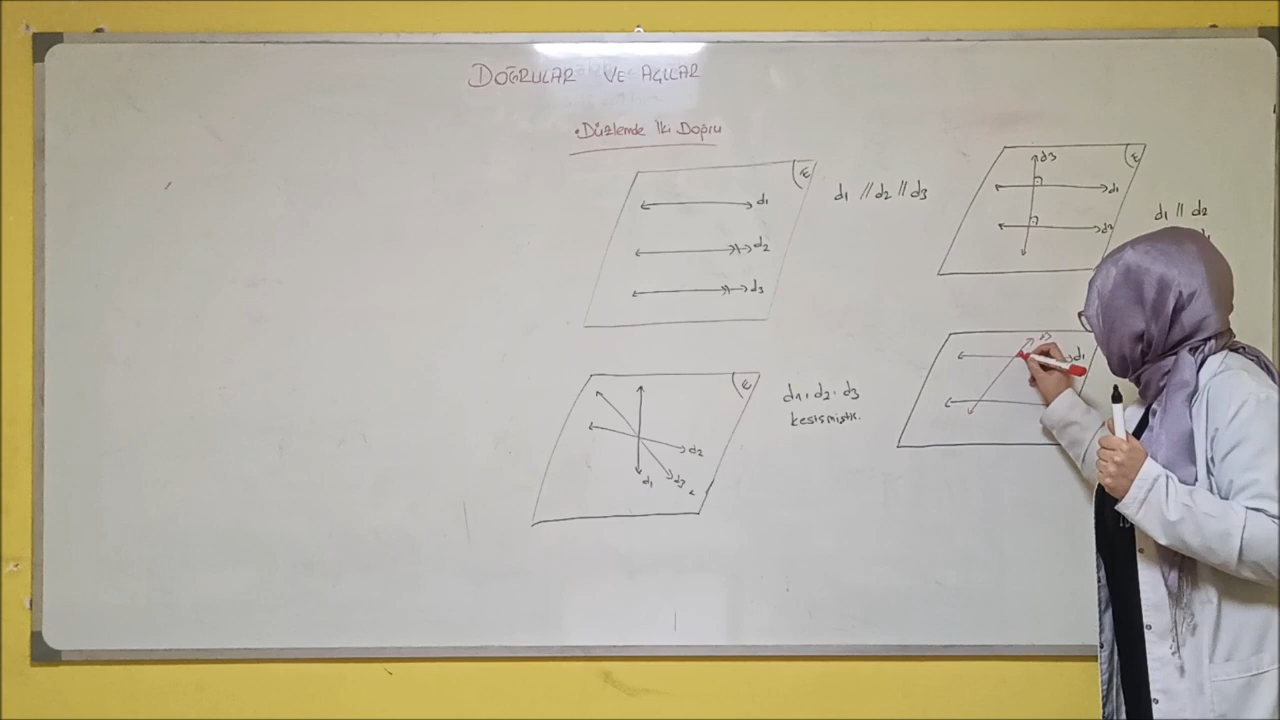 DOĞRULAR VE AÇILAR
• Düzlemde İki Doğru
E
d1
d2
d3
d1 // d2 // d3
E
d3
d1
d2
d1 // d2
E
d2
d1
d3
d1, d2, d3
kesişmiştir.
d3
d1